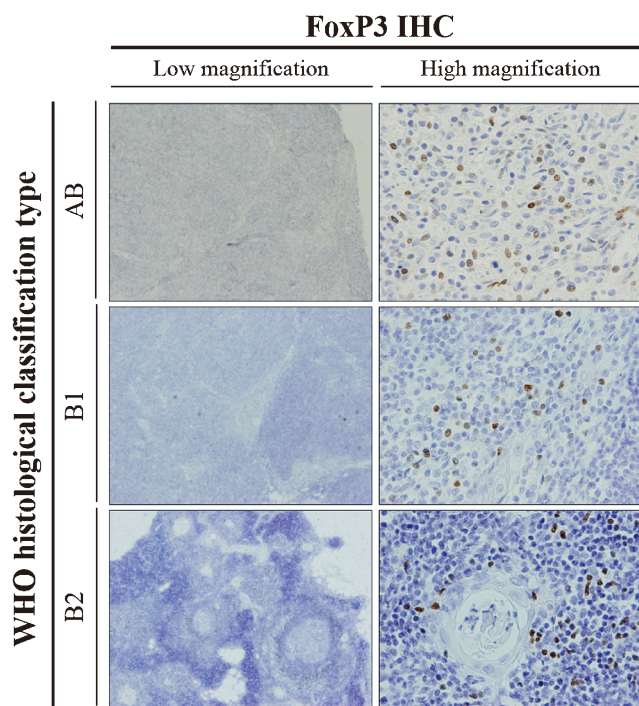 FoxP3 IHC
Low magnification
High magnification
WHO histological classification type
AB
B1
B2